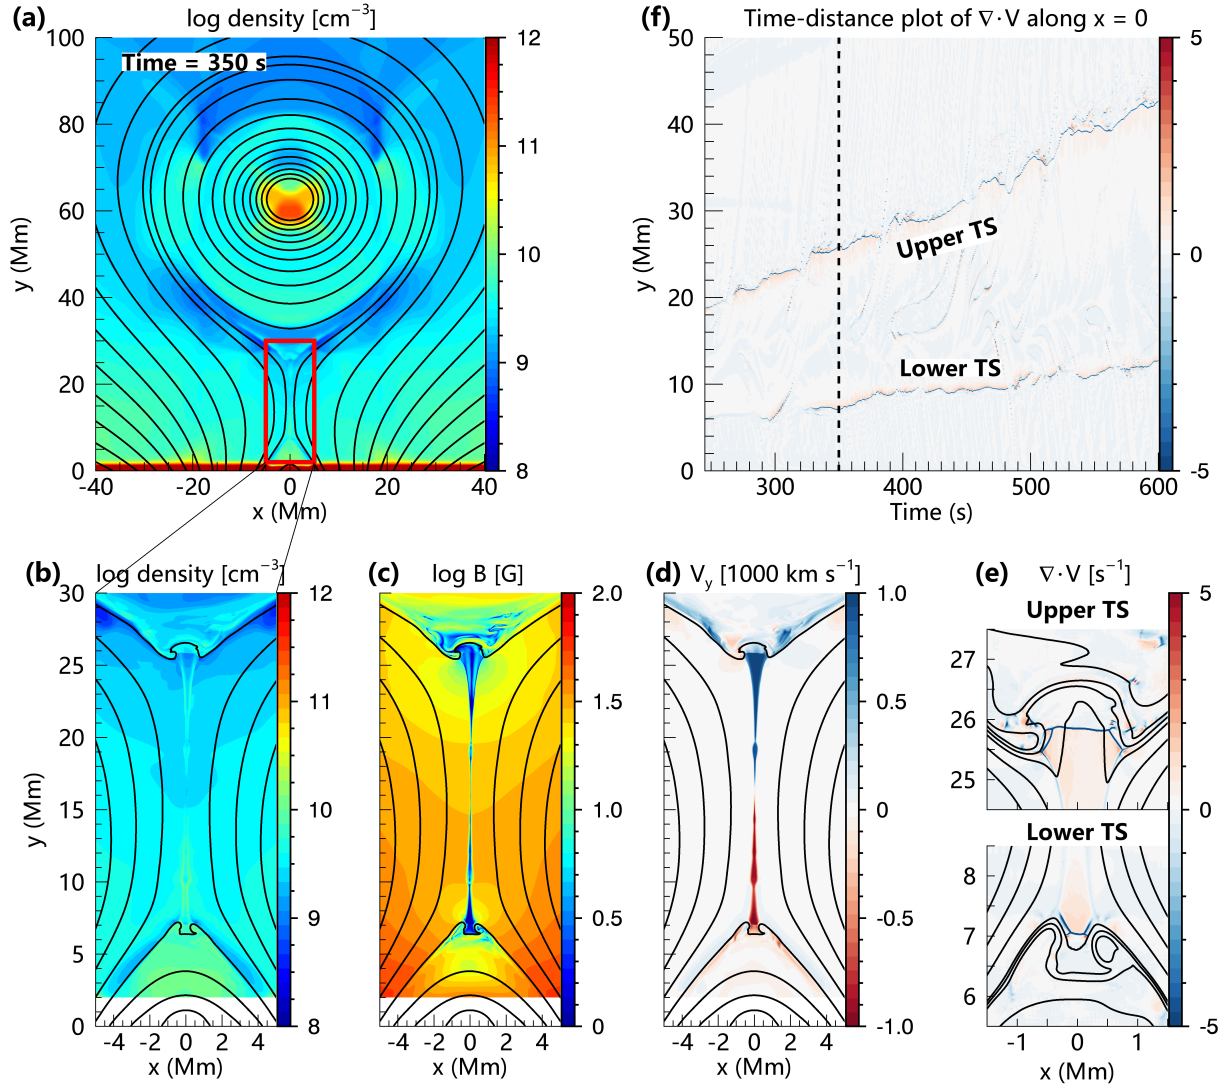 (a) log density [cm⁻³]
Time = 350 s
100
80
60
40
20
0
y (Mm)
-40 -20 0 20 40
x (Mm)
12
11
10
9
8
(f) Time-distance plot of ∇·V along x = 0
50
40
30
20
10
0
y (Mm)
Upper TS
Lower TS
300 400 500 600
Time (s)
5
0
-5
(b) log density [cm⁻³]
30
25
20
15
10
5
0
y (Mm)
-4 -2 0 2 4
x (Mm)
12
11
10
9
8
(c) log B [G]
-4 -2 0 2 4
x (Mm)
2.0
1.5
1.0
0.5
0
(d) Vy [1000 km s⁻¹]
-4 -2 0 2 4
x (Mm)
1.0
0.5
0
-0.5
-1.0
(e) ∇·V [s⁻¹]
Upper TS
27
26
25
Lower TS
8
7
6
-1 0 1
x (Mm)
5
0
-5